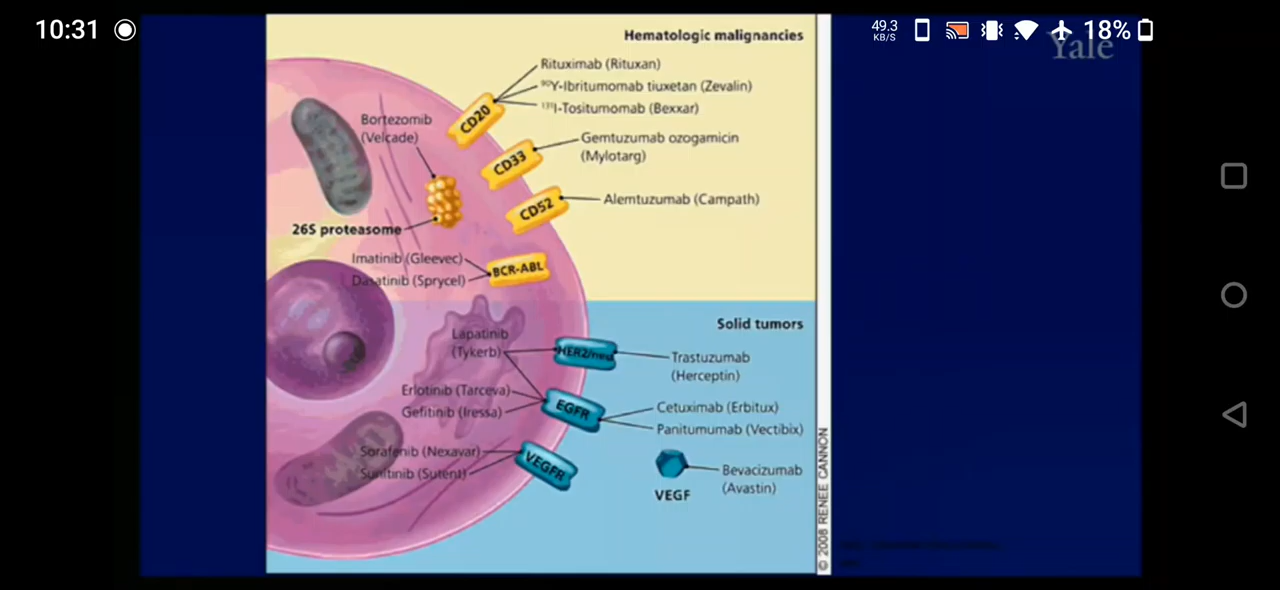 10:31
49.3
KB/S
18%
Yale
Hematologic malignancies
Rituximab (Rituxan)
⁹⁰Y-Ibritumomab tiuxetan (Zevalin)
¹³¹I-Tositumomab (Bexxar)
CD20
Bortezomib
(Velcade)
Gemtuzumab ozogamicin
(Mylotarg)
CD33
Alemtuzumab (Campath)
CD52
26S proteasome
Imatinib (Gleevec)
Dasatinib (Sprycel)
BCR-ABL
Solid tumors
Lapatinib
(Tykerb)
HER2/neu
Trastuzumab
(Herceptin)
Erlotinib (Tarceva)
Gefitinib (Iressa)
EGFR
Cetuximab (Erbitux)
Panitumumab (Vectibix)
Sorafenib (Nexavar)
Sunitinib (Sutent)
VEGFR
Bevacizumab
(Avastin)
VEGF
© 2008 RENEE CANNON